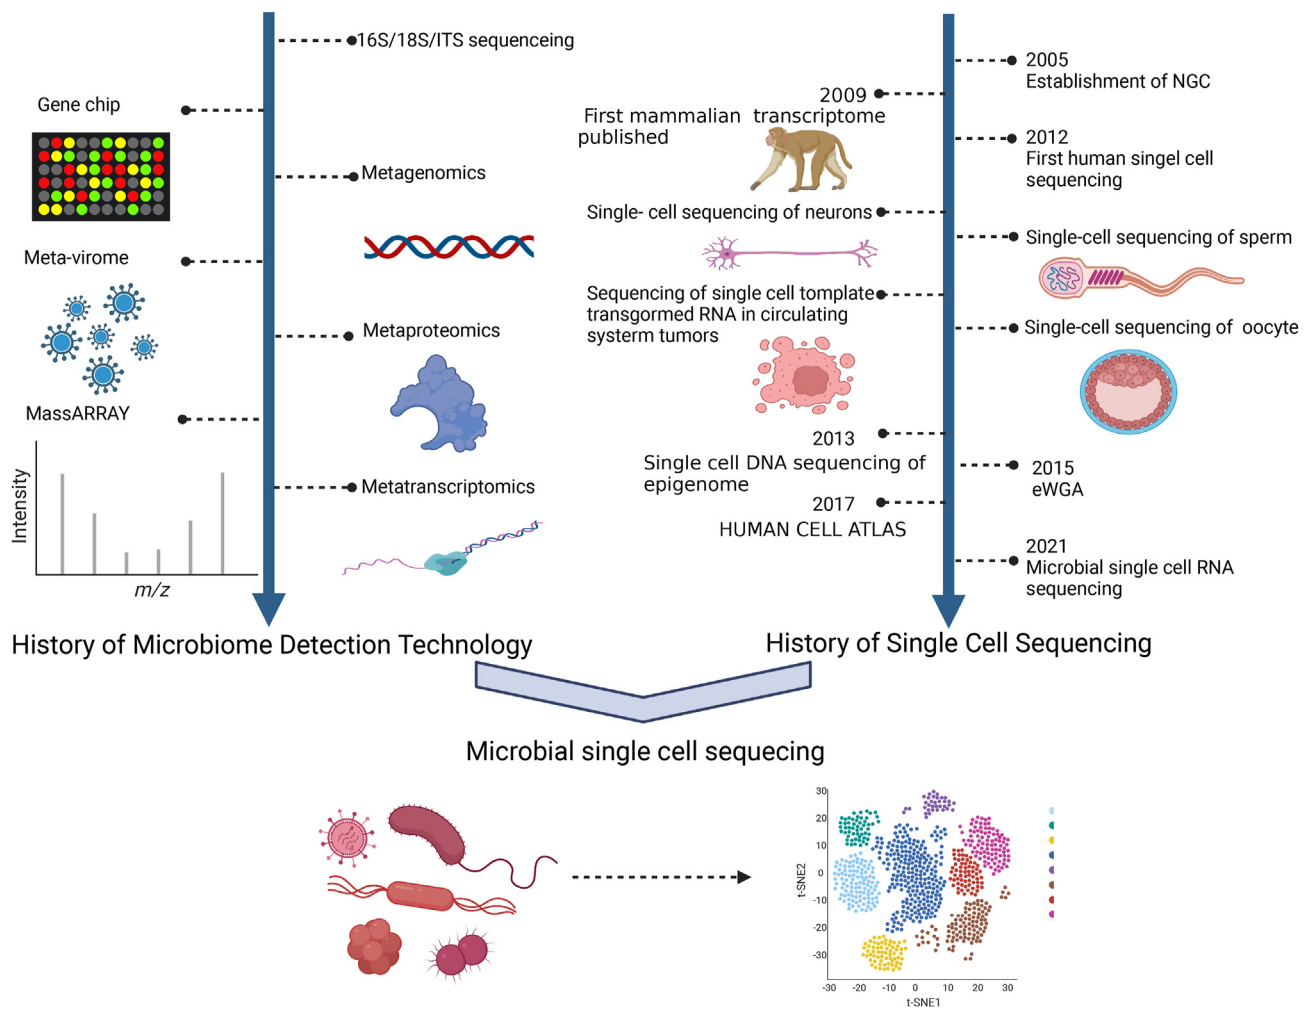 16S/18S/ITS sequenceing
Gene chip
Metagenomics
Meta-virome
Metaproteomics
MassARRAY
Intensity
m/z
Metatranscriptomics
History of Microbiome Detection Technology
2005
Establishment of NGC
2009
First mammalian transcriptome
published
2012
First human singel cell
sequencing
Single- cell sequencing of neurons
Single-cell sequencing of sperm
Sequencing of single cell tomplate
transgormed RNA in circulating
systerm tumors
Single-cell sequencing of oocyte
2013
Single cell DNA sequencing of
epigenome
2015
eWGA
2017
HUMAN CELL ATLAS
2021
Microbial single cell RNA
sequencing
History of Single Cell Sequencing
Microbial single cell sequecing
30
20
10
0
-10
-20
-30
t-SNE2
-30 -20 -10 0 10 20 30
t-SNE1